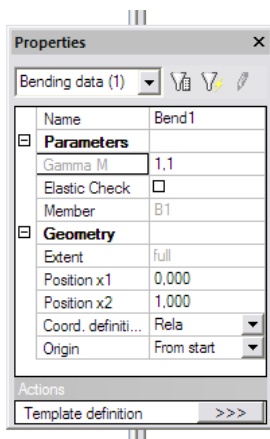 Properties x
Bending data (1)
Name Bend1
Parameters
Gamma M 1,1
Elastic Check
Member B1
Geometry
Extent full
Position x1 0,000
Position x2 1,000
Coord. definiti... Rela
Origin From start
Actions
Template definition >>>